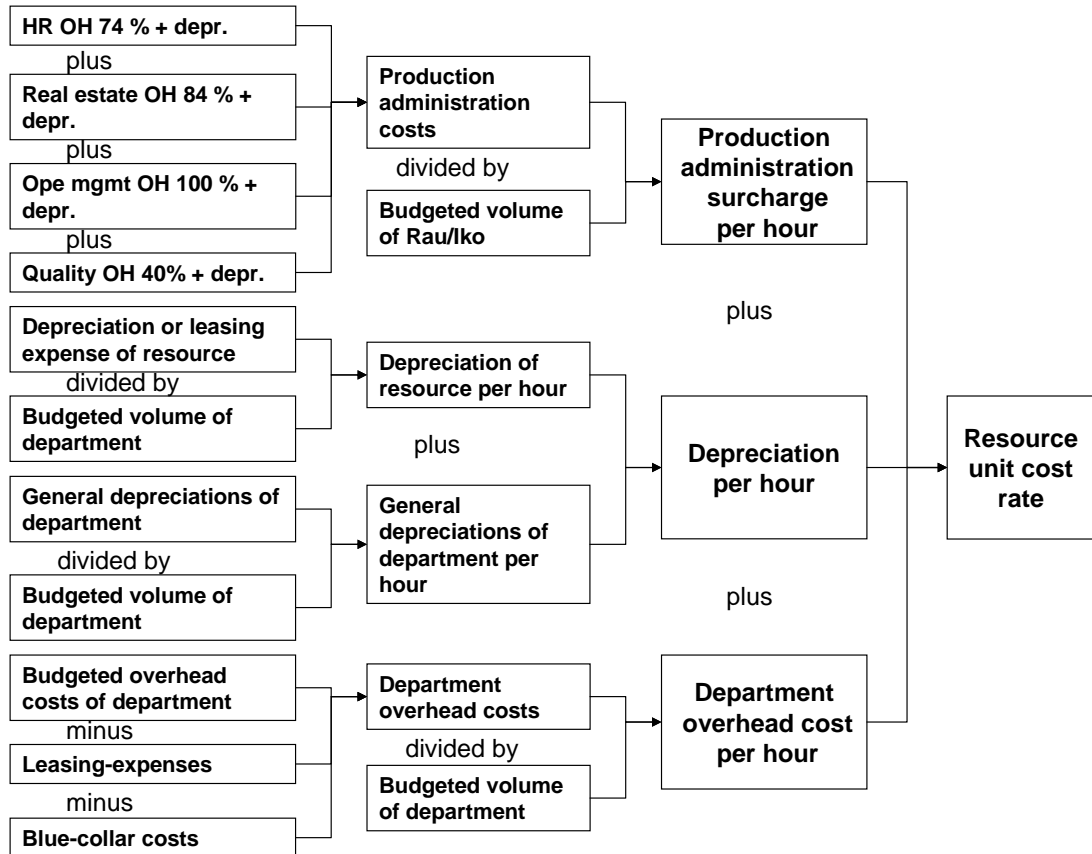 HR OH 74 % + depr.
plus
Real estate OH 84 % +
depr.
plus
Ope mgmt OH 100 % +
depr.
plus
Quality OH 40% + depr.
Production
administration
costs
divided by
Budgeted volume
of Rau/Iko
Production
administration
surcharge
per hour
plus
Depreciation or leasing
expense of resource
divided by
Budgeted volume of
department
Depreciation of
resource per hour
plus
General depreciations of
department
divided by
Budgeted volume of
department
General
depreciations of
department per
hour
Depreciation
per hour
plus
Resource
unit cost
rate
Budgeted overhead
costs of department
minus
Leasing-expenses
minus
Blue-collar costs
Department
overhead costs
divided by
Budgeted volume
of department
Department
overhead cost
per hour